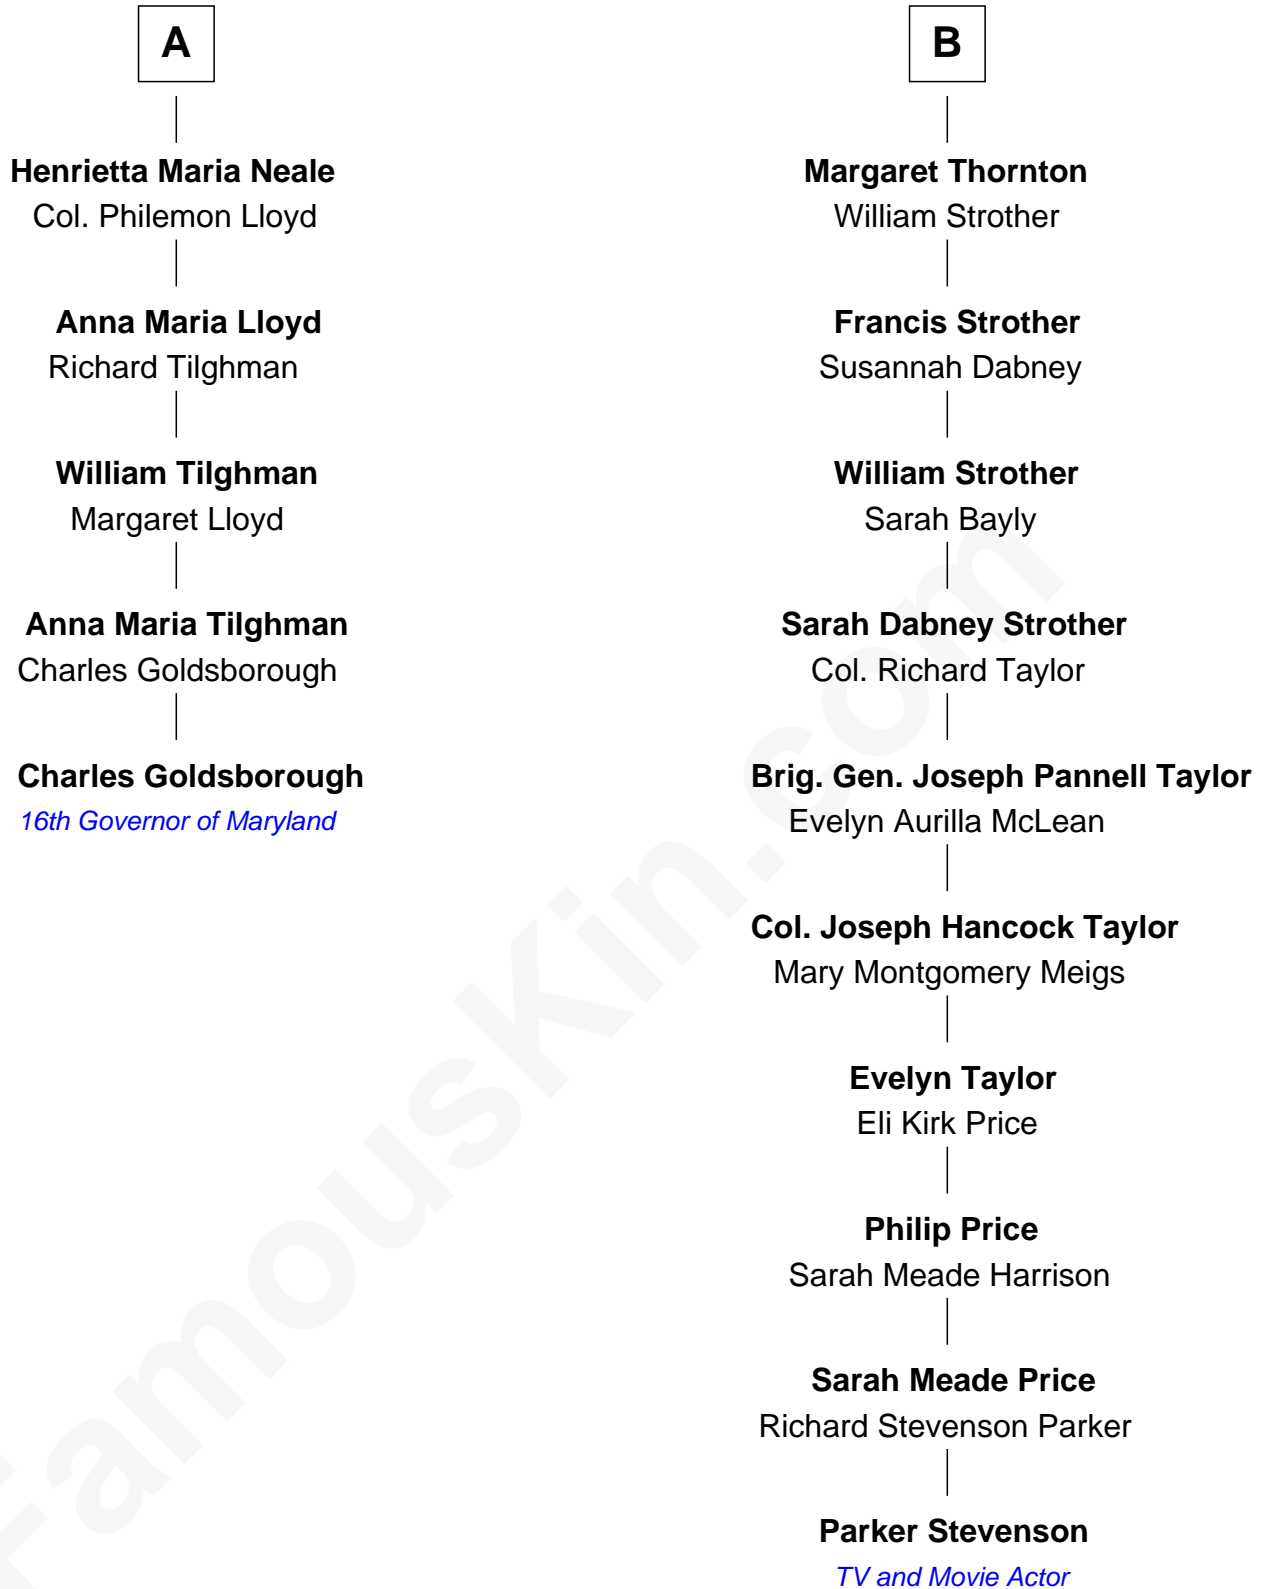 A
Henrietta Maria Neale
Col. Philemon Lloyd
Anna Maria Lloyd
Richard Tilghman
William Tilghman
Margaret Lloyd
Anna Maria Tilghman
Charles Goldsborough
Charles Goldsborough
16th Governor of Maryland
B
Margaret Thornton
William Strother
Francis Strother
Susannah Dabney
William Strother
Sarah Bayly
Sarah Dabney Strother
Col. Richard Taylor
Brig. Gen. Joseph Pannell Taylor
Evelyn Aurilla McLean
Col. Joseph Hancock Taylor
Mary Montgomery Meigs
Evelyn Taylor
Eli Kirk Price
Philip Price
Sarah Meade Harrison
Sarah Meade Price
Richard Stevenson Parker
Parker Stevenson
TV and Movie Actor
FamousKin.com